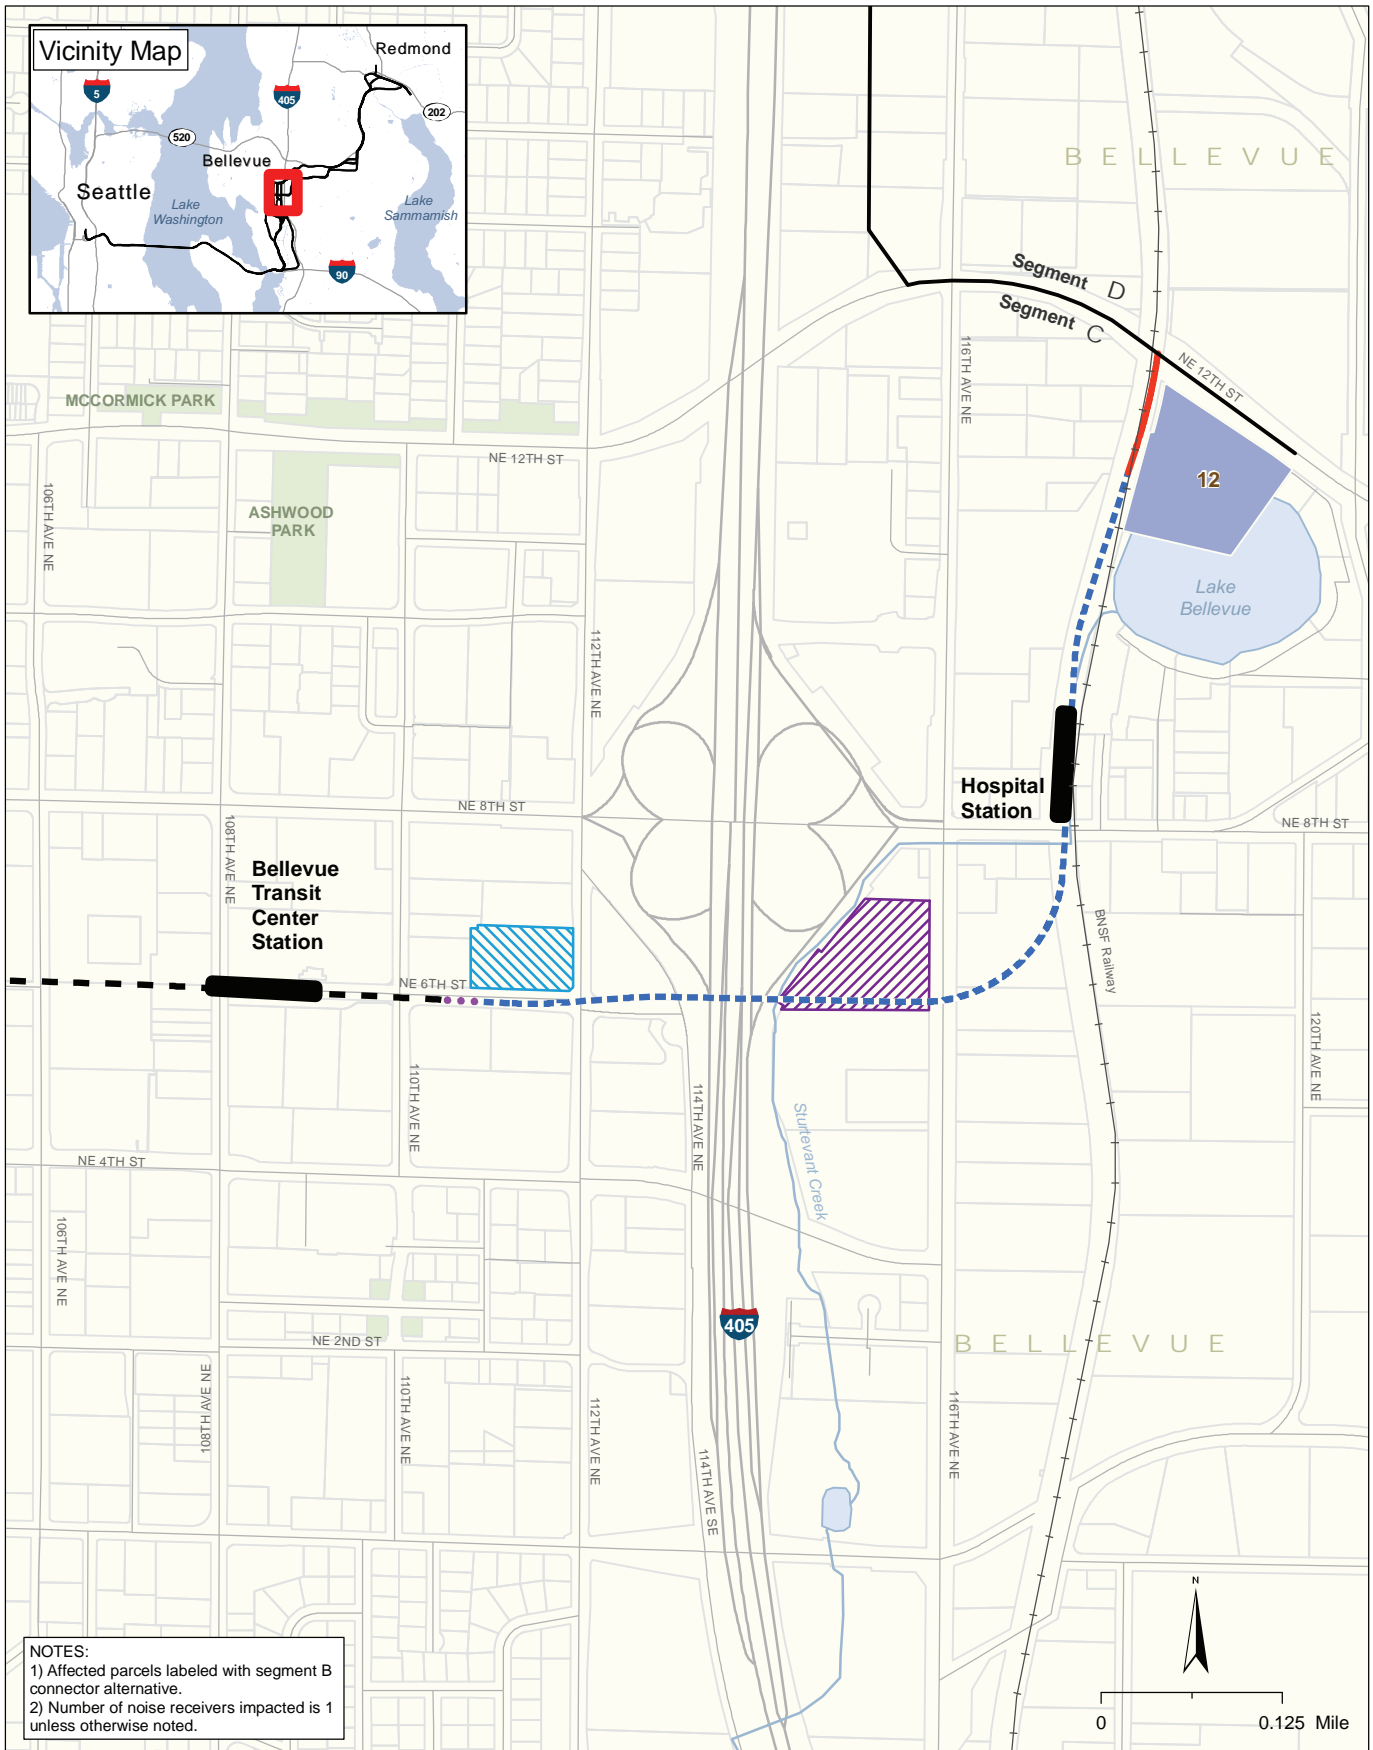 Vicinity Map
Redmond
5
405
202
520
Bellevue
Seattle
Lake
Washington
Lake
Sammamish
90
BELLEVUE
Segment D
Segment C
116TH AVE NE
NE 12TH ST
MCCORMICK PARK
NE 12TH ST
12
106TH AVE NE
ASHWOOD
PARK
Lake
Bellevue
112TH AVE NE
Hospital
Station
NE 8TH ST
NE 8TH ST
108TH AVE NE
Bellevue
Transit
Center
Station
BNSF Railway
NE 6TH ST
120TH AVE NE
110TH AVE NE
114TH AVE NE
Sturtevant Creek
NE 4TH ST
106TH AVE NE
405
NE 2ND ST
BELLEVUE
108TH AVE NE
110TH AVE NE
112TH AVE NE
116TH AVE NE
114TH AVE SE
N
NOTES:
1) Affected parcels labeled with segment B
connector alternative.
2) Number of noise receivers impacted is 1
unless otherwise noted.
0 0.125 Mile